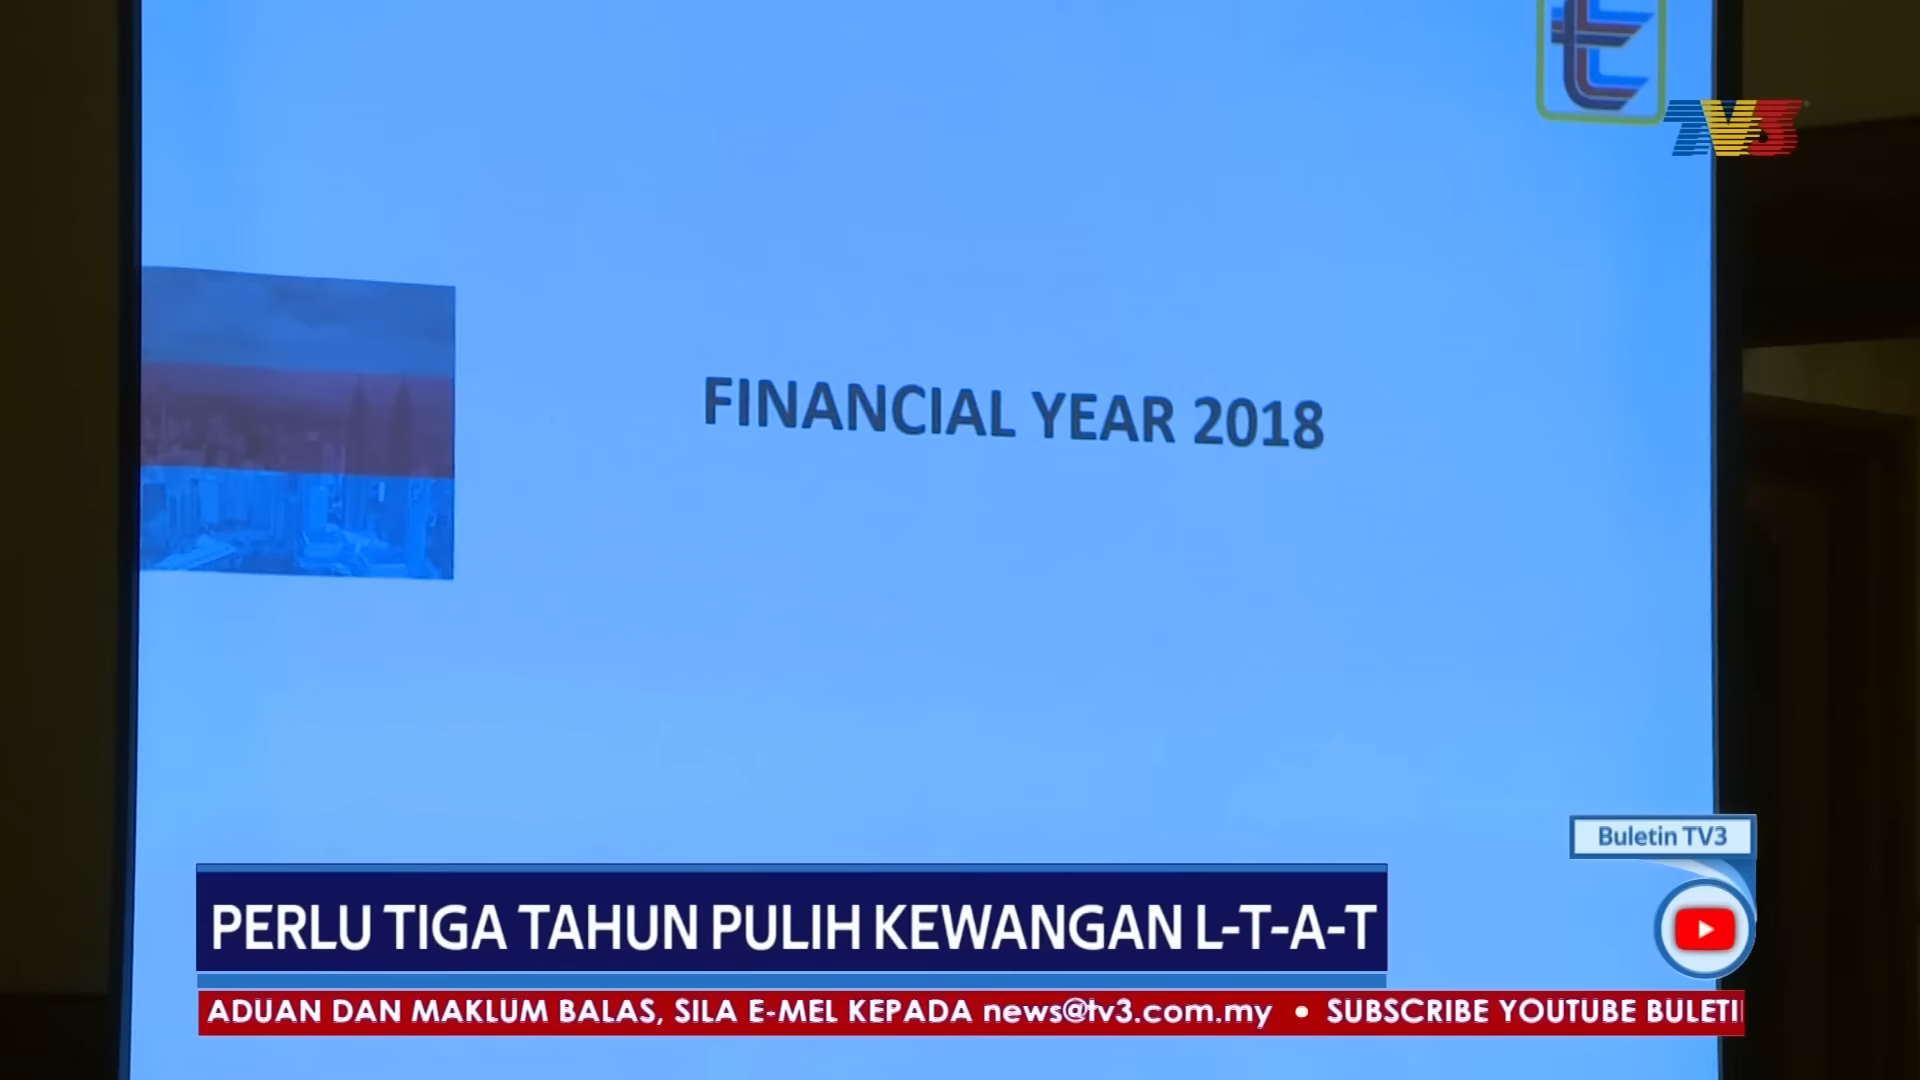 TV3
FINANCIAL YEAR 2018
Buletin TV3
PERLU TIGA TAHUN PULIH KEWANGAN L-T-A-T
ADUAN DAN MAKLUM BALAS, SILA E-MEL KEPADA news@tv3.com.my • SUBSCRIBE YOUTUBE